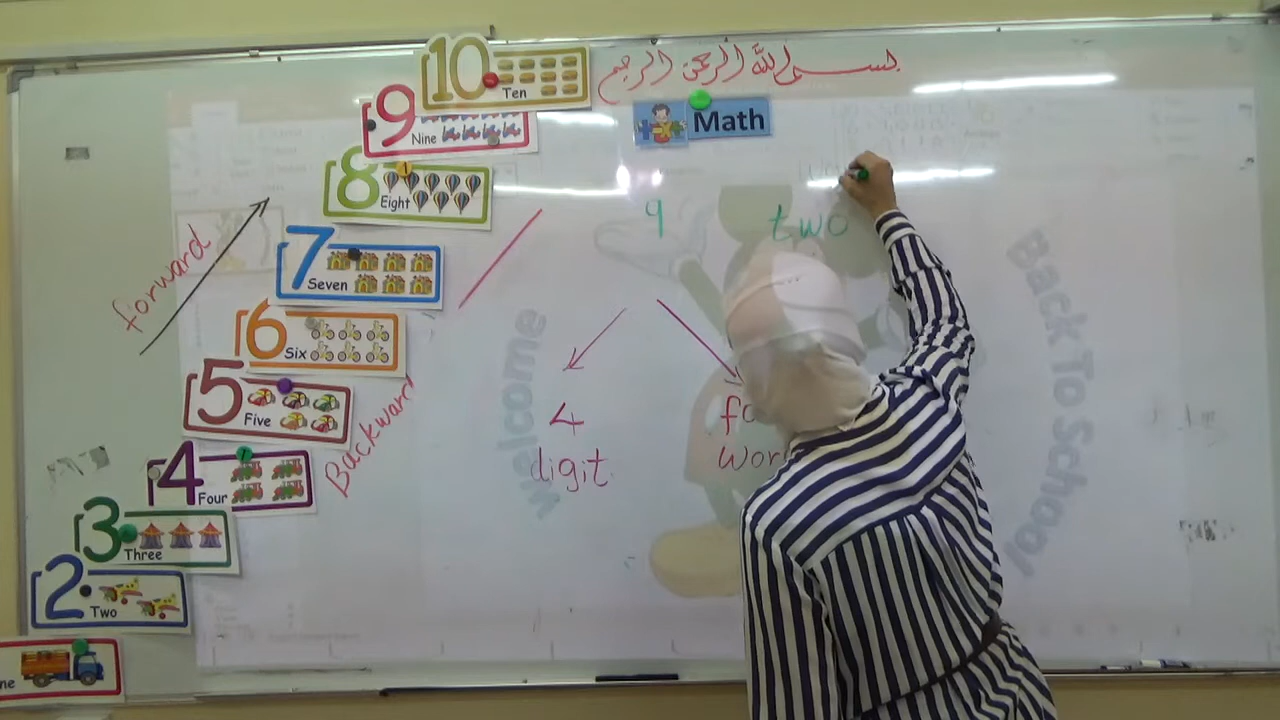 بسم الله الرحمن الرحيم
Math
10 Ten
9 Nine
8 Eight
7 Seven
6 Six
5 Five
4 Four
3 Three
2 Two
forward
Backward
9 two
4
digit
welcome
Back To School